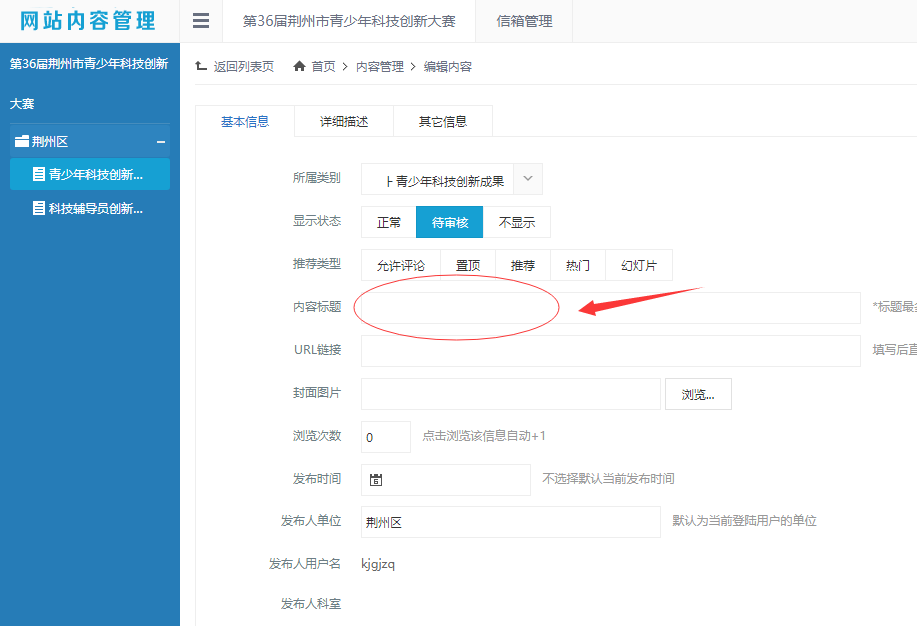 网站内容管理
第36届荆州市青少年科技创新大赛
信箱管理
第36届荆州市青少年科技创新
大赛
荆州区
青少年科技创新...
科技辅导员创新...
返回列表页 首页 > 内容管理 > 编辑内容
基本信息 详细描述 其它信息
所属类别 ├ 青少年科技创新成果
显示状态 正常 待审核 不显示
推荐类型 允许评论 置顶 推荐 热门 幻灯片
内容标题 *标题最
URL链接 填写后直
封面图片 浏览...
浏览次数 0 点击浏览该信息自动+1
发布时间 不选择默认当前发布时间
发布人单位 荆州区 默认为当前登陆用户的单位
发布人用户名 kjgjzq
发布人科室